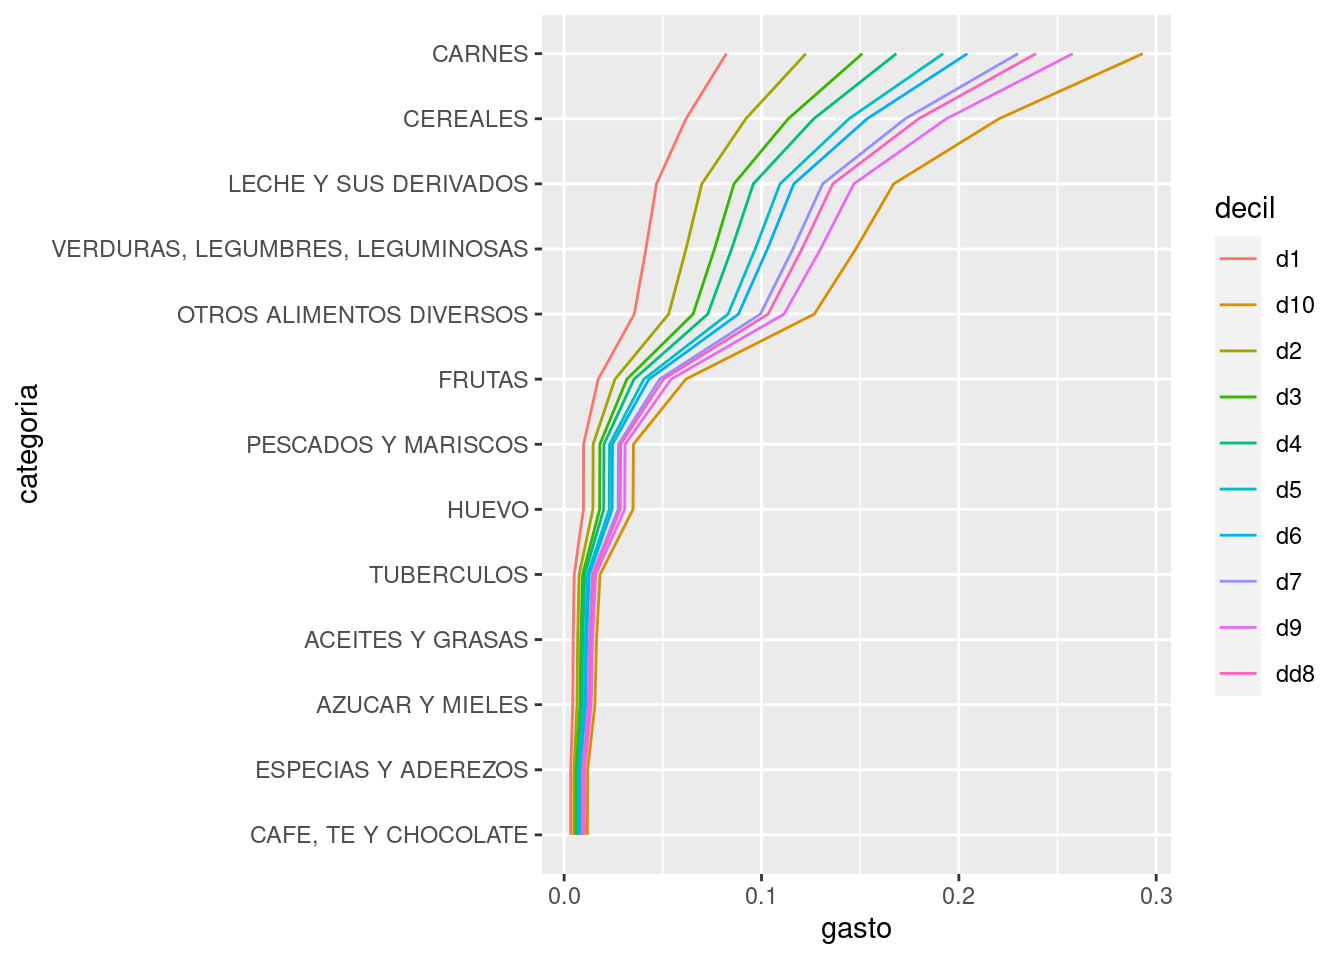 CARNES
CEREALES
LECHE Y SUS DERIVADOS
VERDURAS, LEGUMBRES, LEGUMINOSAS
OTROS ALIMENTOS DIVERSOS
FRUTAS
PESCADOS Y MARISCOS
HUEVO
TUBERCULOS
ACEITES Y GRASAS
AZUCAR Y MIELES
ESPECIAS Y ADEREZOS
CAFE, TE Y CHOCOLATE
categoria
0.0 0.1 0.2 0.3
gasto
decil
d1
d10
d2
d3
d4
d5
d6
d7
d9
dd8